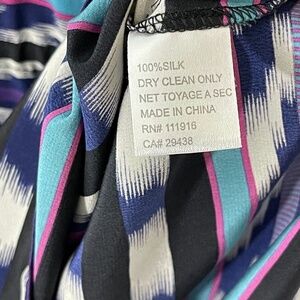 100%SILK
DRY CLEAN ONLY
NET TOYAGE A SEC
MADE IN CHINA
RN# 111916
CA# 29438